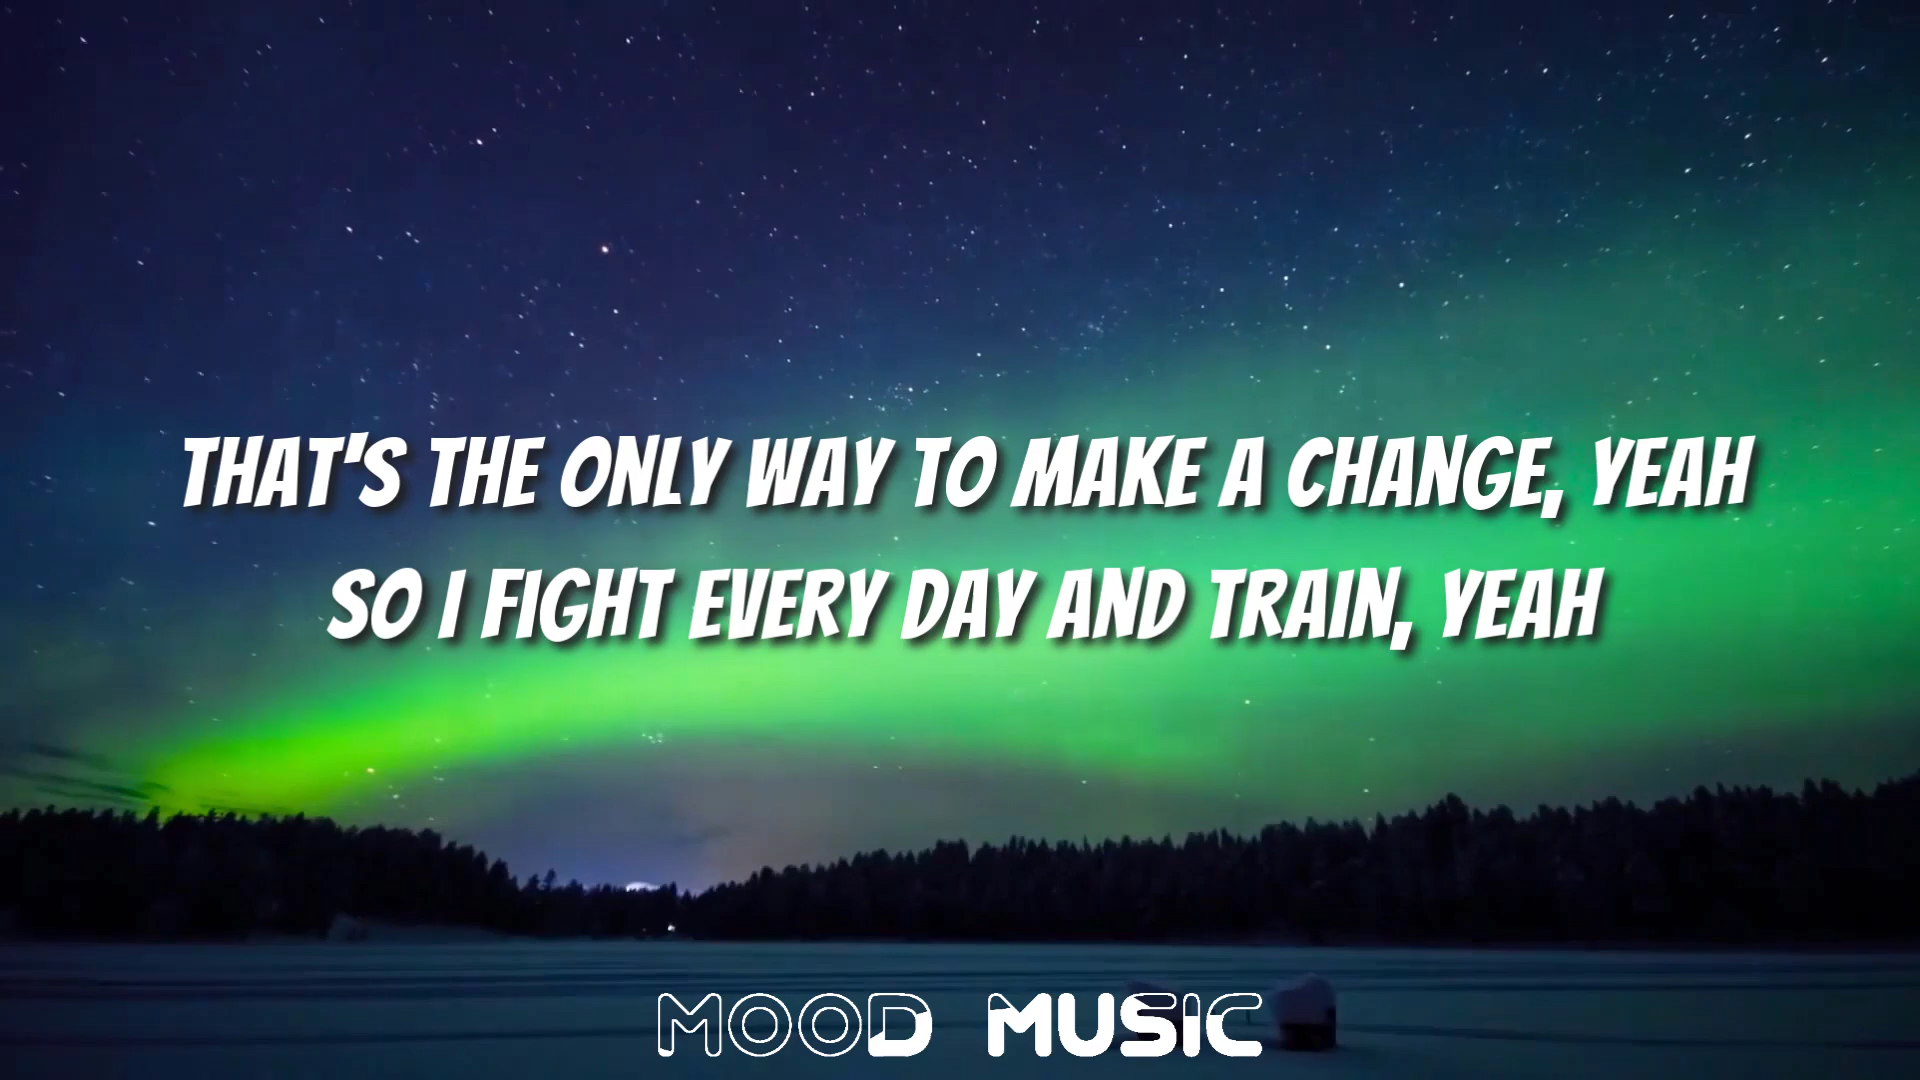 THAT'S THE ONLY WAY TO MAKE A CHANGE, YEAH
SO I FIGHT EVERY DAY AND TRAIN, YEAH
MOOD MUSIC